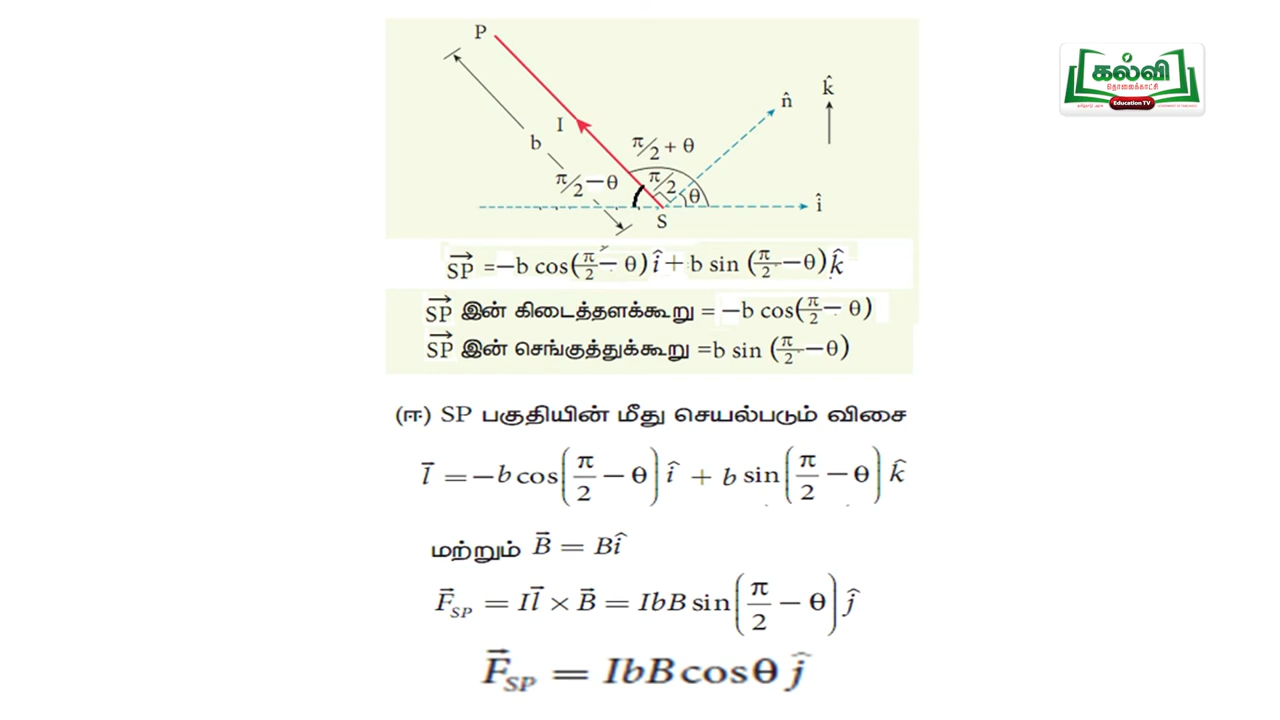 P
கல்வி
தொலைக்காட்சி
Education TV
n̂
k̂
I
π/2 + θ
b
π/2 − θ
π/2
θ
î
S
SP⃗ = −b cos(π/2 − θ) î + b sin (π/2 − θ) k̂
SP⃗ இன் கிடைத்தளக்கூறு = −b cos(π/2 − θ)
SP⃗ இன் செங்குத்துக்கூறு =b sin (π/2 − θ)
(ஈ) SP பகுதியின் மீது செயல்படும் விசை
l⃗ = −b cos(π/2 − θ) î + b sin(π/2 − θ) k̂
மற்றும் B⃗ = Bî
F⃗SP = Il⃗ × B⃗ = IbB sin(π/2 − θ) ĵ
F⃗SP = IbB cosθ ĵ